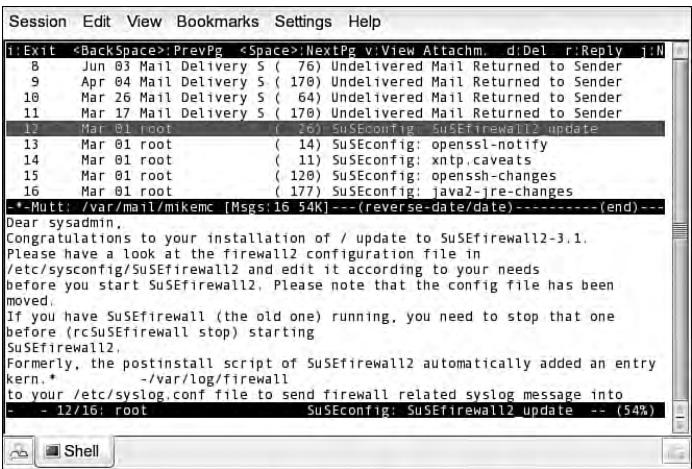 Session Edit View Bookmarks Settings Help
i:Exit <BackSpace>:PrevPg <Space>:NextPg v:View Attachm. d:Del r:Reply j:N
8 Jun 03 Mail Delivery S ( 76) Undelivered Mail Returned to Sender
9 Apr 04 Mail Delivery S ( 170) Undelivered Mail Returned to Sender
10 Mar 26 Mail Delivery S ( 64) Undelivered Mail Returned to Sender
11 Mar 17 Mail Delivery S ( 170) Undelivered Mail Returned to Sender
12 Mar 01 root ( 26) SuSEconfig: SuSEfirewall2_update
13 Mar 01 root ( 14) SuSEconfig: openssl-notify
14 Mar 01 root ( 11) SuSEconfig: xntp.caveats
15 Mar 01 root ( 120) SuSEconfig: openssh-changes
16 Mar 01 root ( 177) SuSEconfig: java2-jre-changes
-*-Mutt: /var/mail/mikemc [Msgs:16 54K]---(reverse-date/date)----------(end)---
Dear sysadmin,
Congratulations to your installation of / update to SuSEfirewall2-3.1.
Please have a look at the firewall2 configuration file in
/etc/sysconfig/SuSEfirewall2 and edit it according to your needs
before you start SuSEfirewall2. Please note that the config file has been
moved.
If you have SuSEfirewall (the old one) running, you need to stop that one
before (rcSuSEfirewall stop) starting
SuSEfirewall2.
Formerly, the postinstall script of SuSEfirewall2 automatically added an entry
kern.* -/var/log/firewall
to your /etc/syslog.conf file to send firewall related syslog message into
- - 12/16: root SuSEconfig: SuSEfirewall2_update -- (54%)
Shell